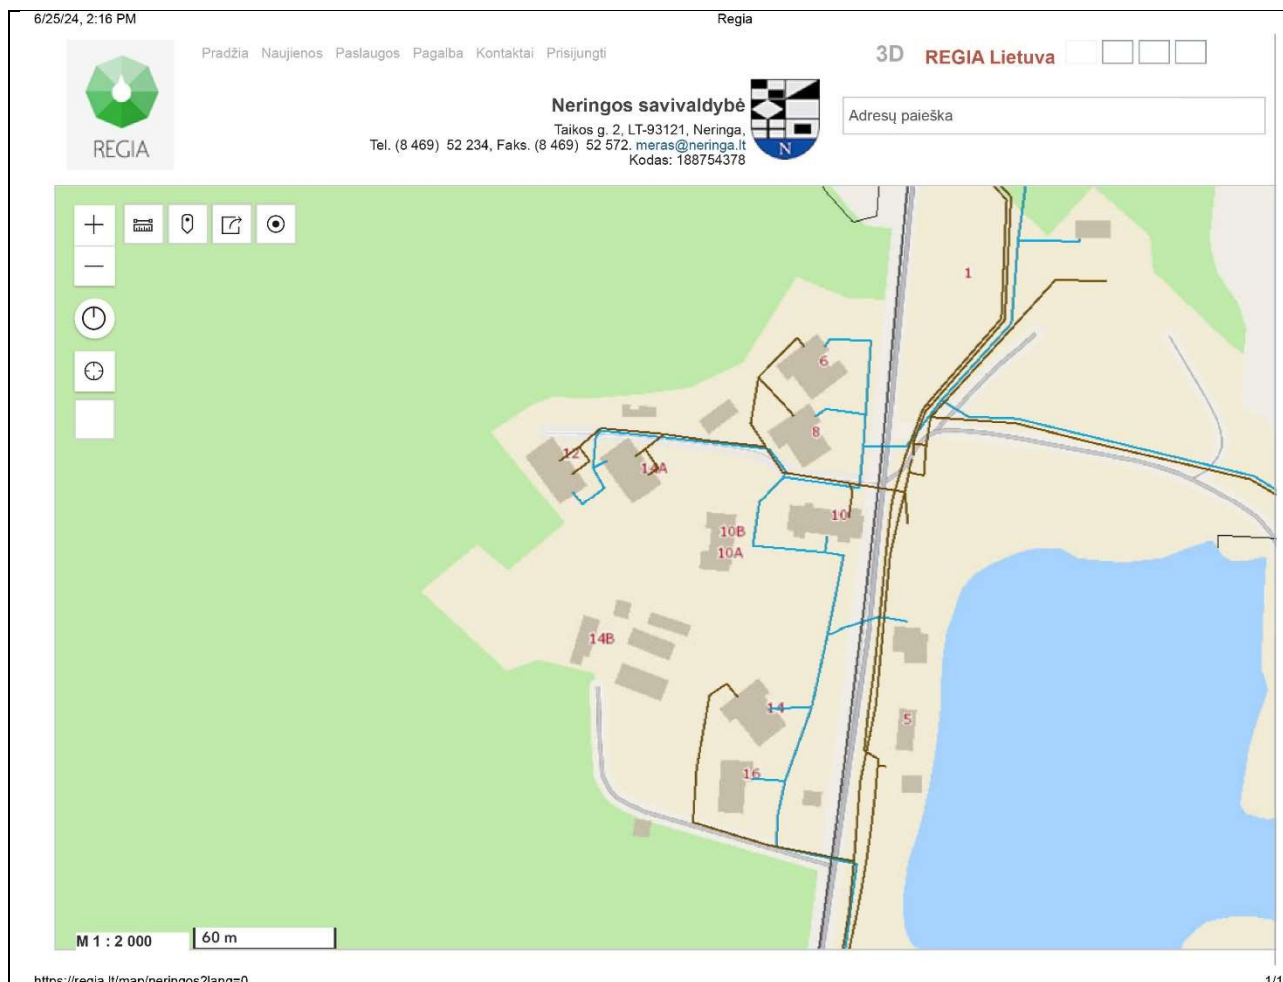 6/25/24, 2:16 PM Regia
Pradžia Naujienos Paslaugos Pagalba Kontaktai Prisijungti
3D REGIA Lietuva
REGIA
Neringos savivaldybė
Taikos g. 2, LT-93121, Neringa,
Tel. (8 469) 52 234, Faks. (8 469) 52 572. meras@neringa.lt
Kodas: 188754378
N
Adresų paieška
1
6
8
12
14A
10
10B
10A
14B
14
5
16
M 1 : 2 000
60 m
https://regia.lt/map/neringos?lang=0 1/1